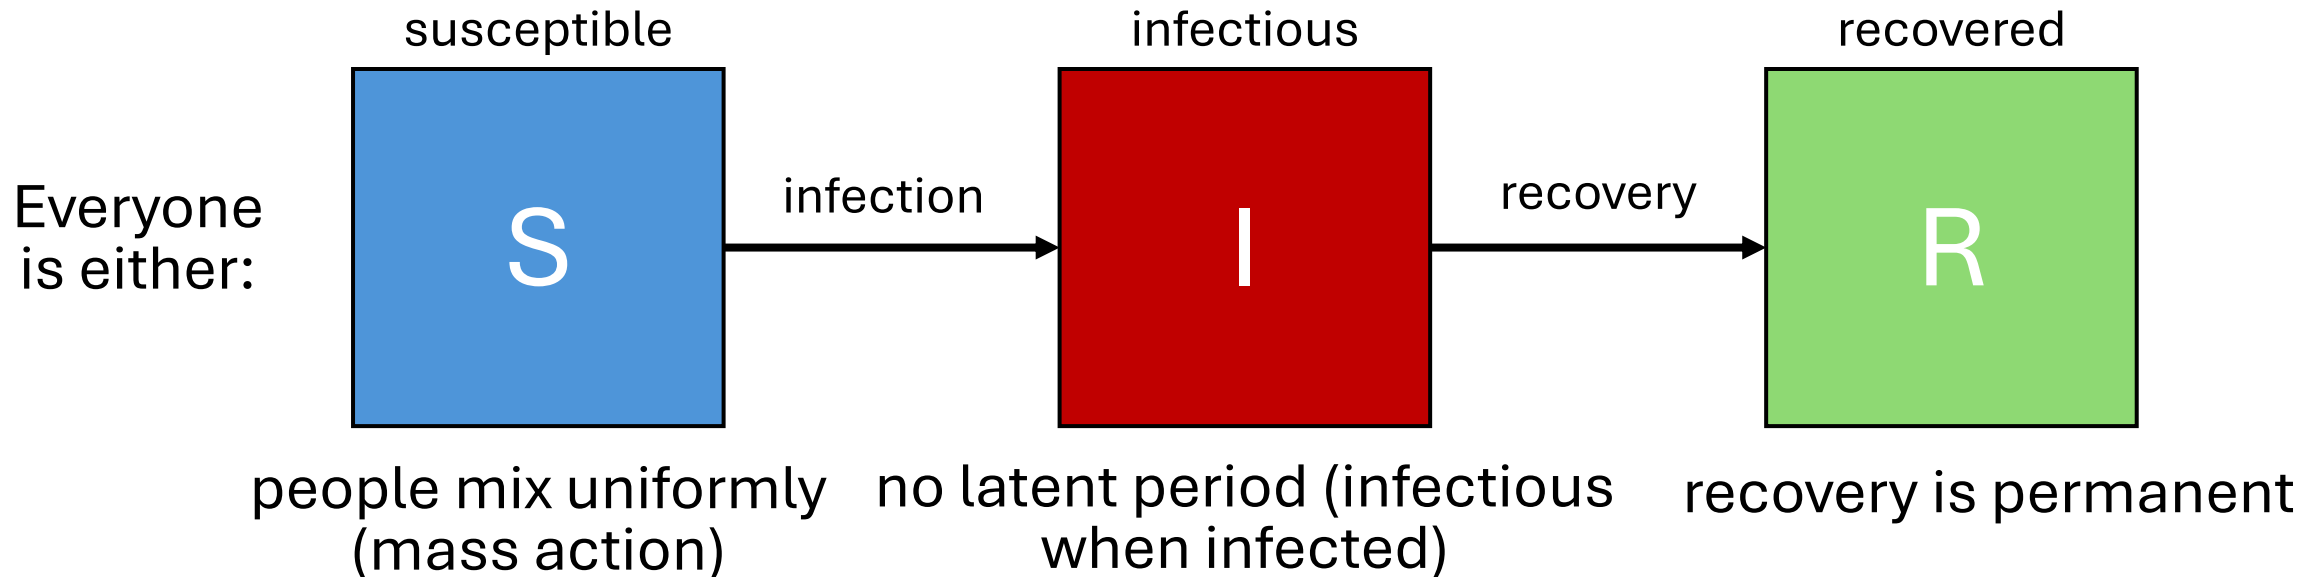 susceptible
infectious
recovered
Everyone
is either:
S
infection
I
recovery
R
people mix uniformly
(mass action)
no latent period (infectious
when infected)
recovery is permanent